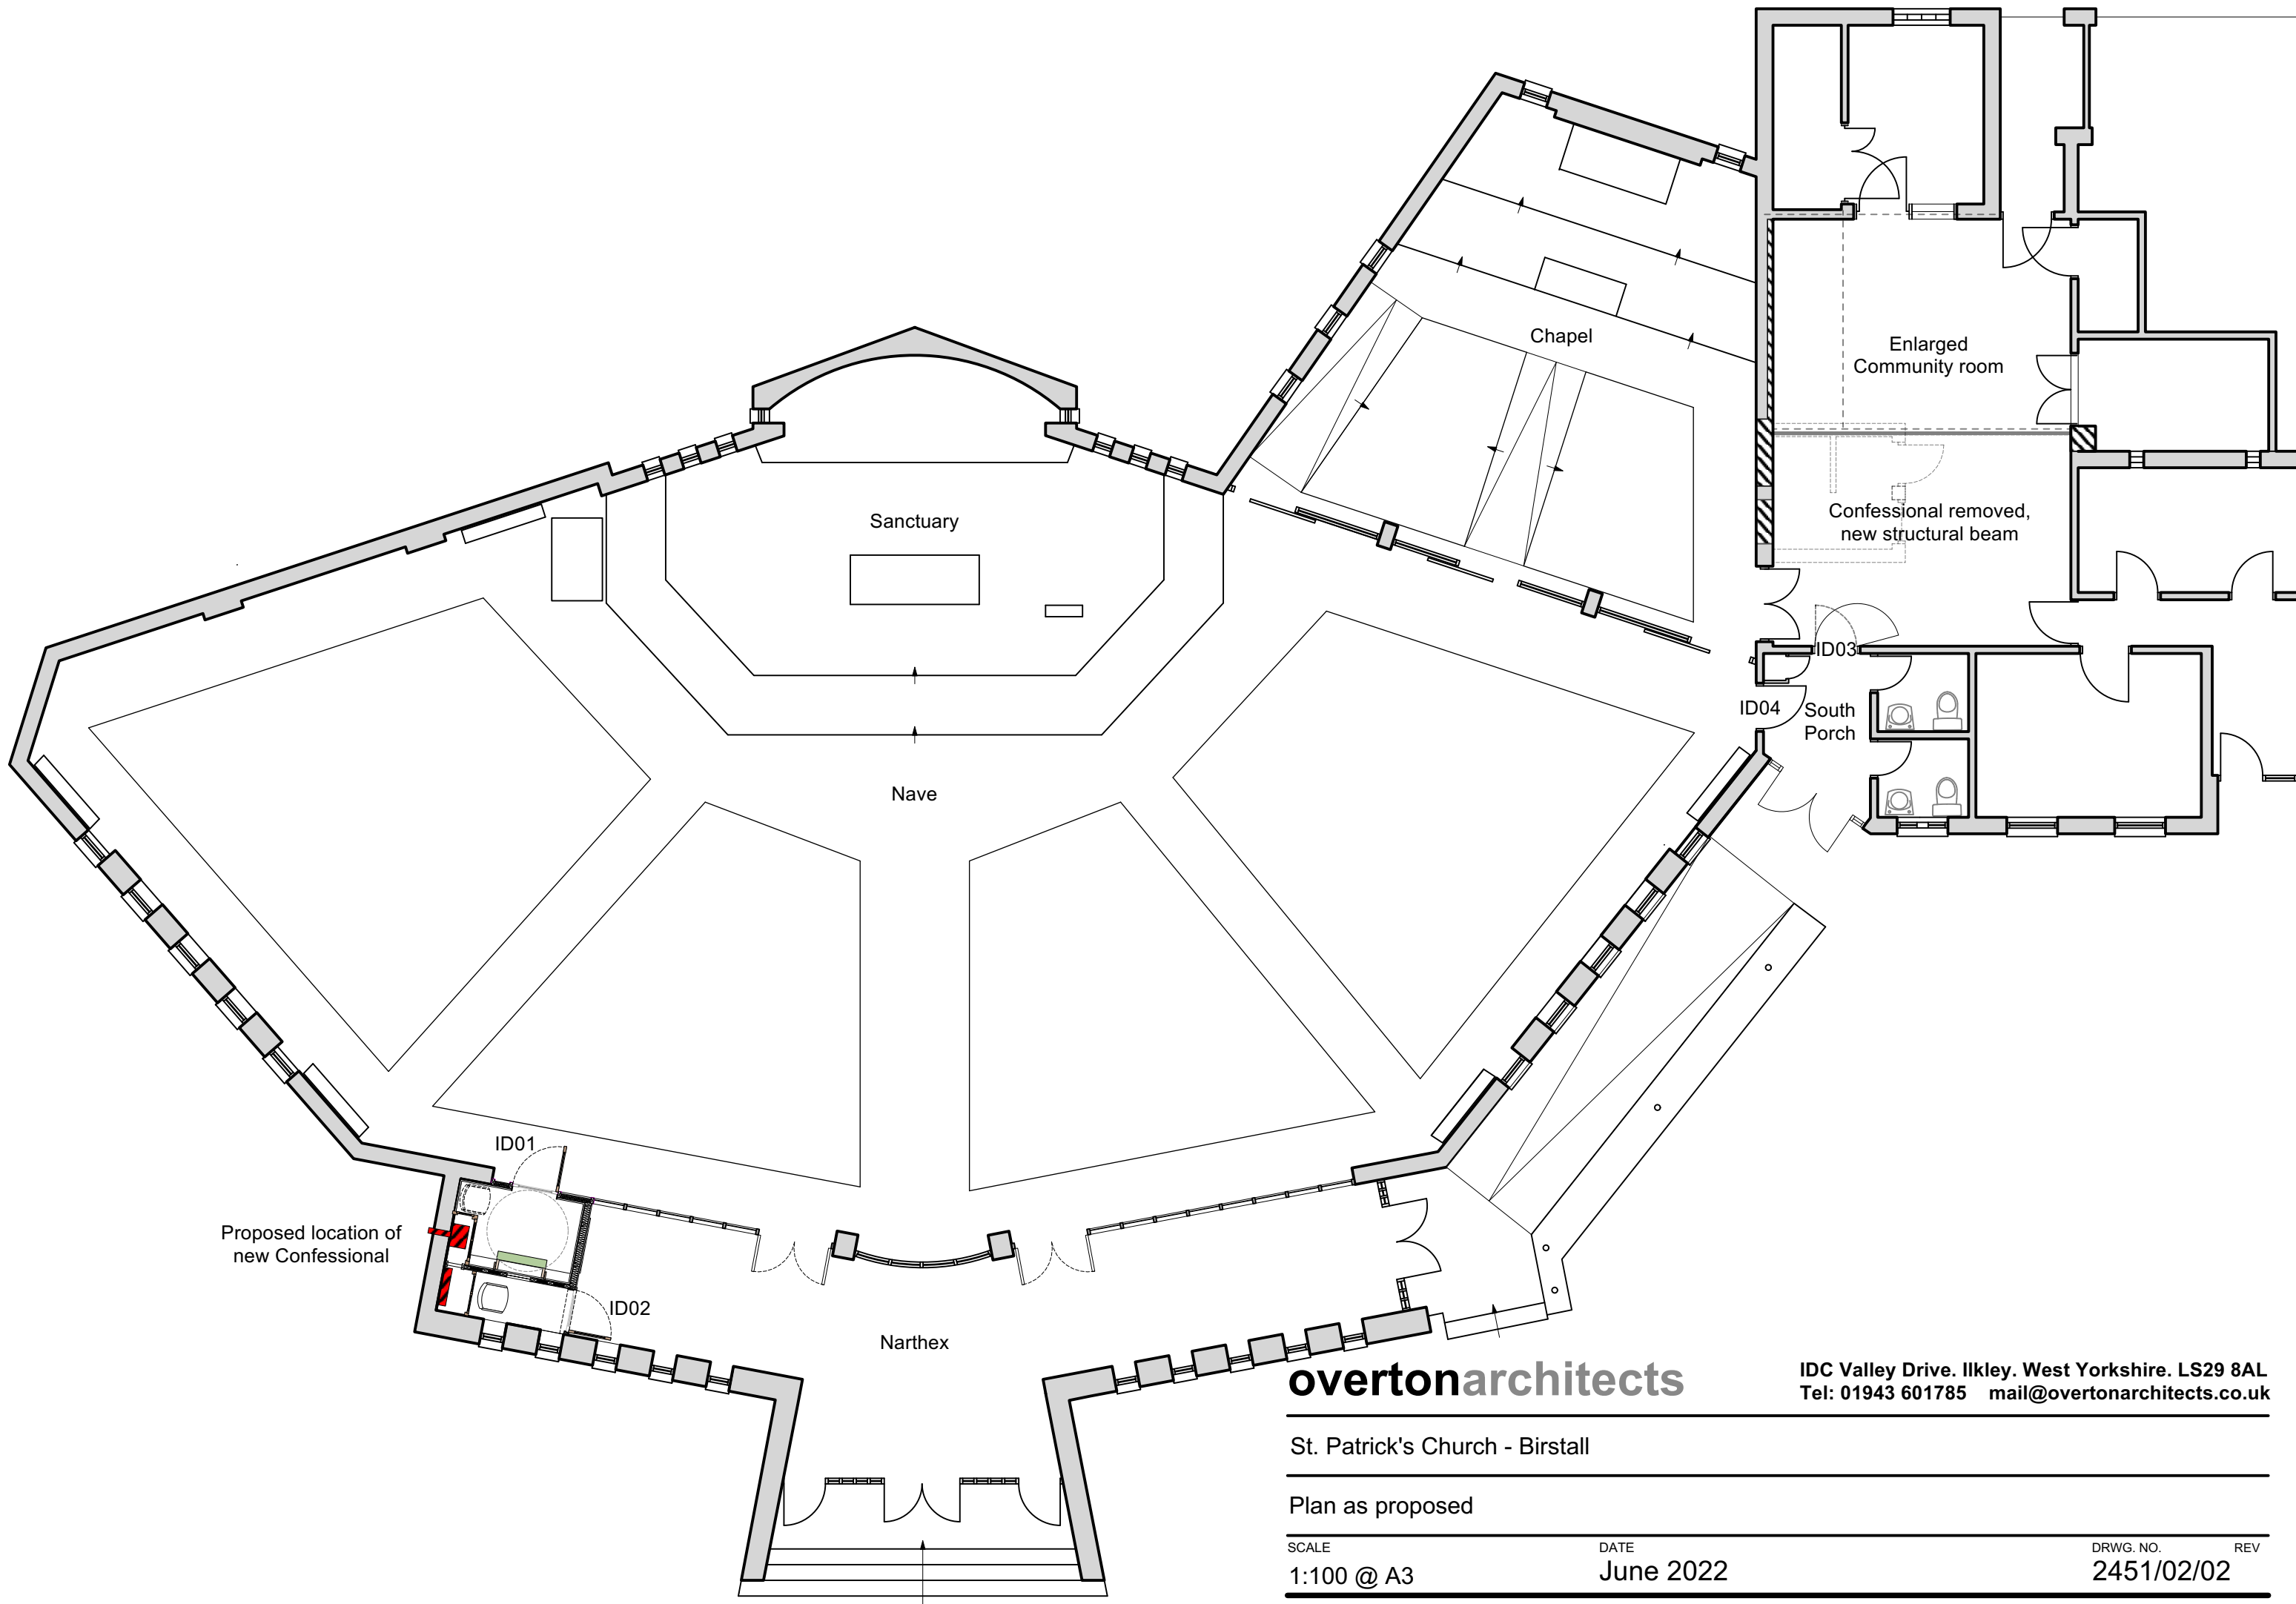 Chapel
Enlarged
Community room
Confessional removed,
new structural beam
Sanctuary
ID03
ID04
South
Porch
Nave
ID01
Proposed location of
new Confessional
ID02
Narthex
overtonarchitects
IDC Valley Drive. Ilkley. West Yorkshire. LS29 8AL
Tel: 01943 601785 mail@overtonarchitects.co.uk
St. Patrick's Church - Birstall
Plan as proposed
SCALE DATE DRWG. NO. REV
1:100 @ A3 June 2022 2451/02/02